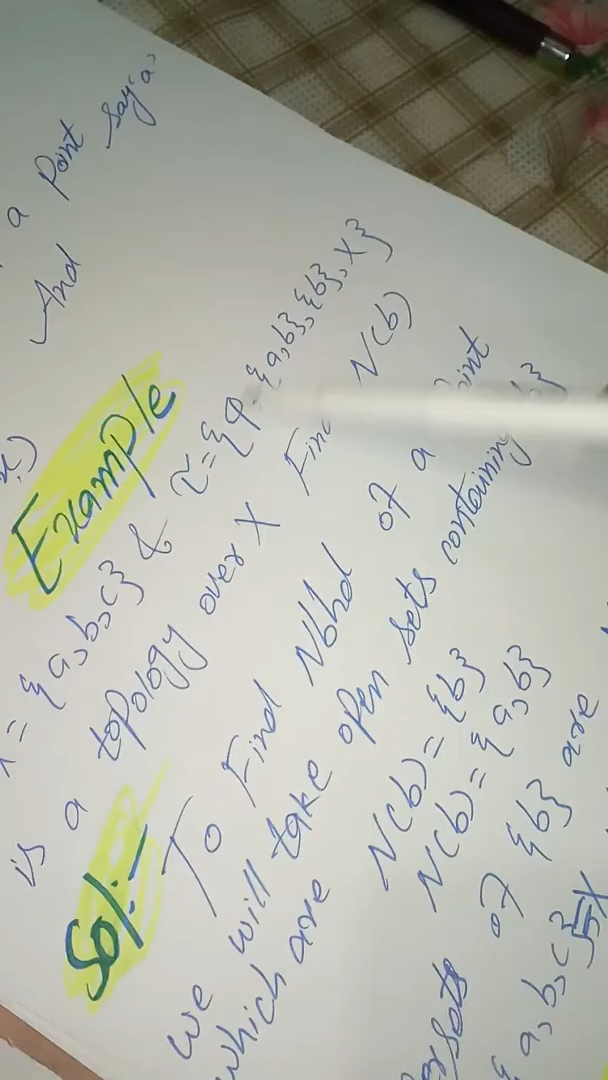 a Point say 'a'
And
Example
X = {a,b,c} & τ = {φ, {a,b}, {b}, X}
is a topology over X Find N(b)
Sol:-
To Find Nbhd of a
we will take open sets containing
which are N(b) = {b}
N(b) = {a,b}
of {b} are
{a,b,c} = X